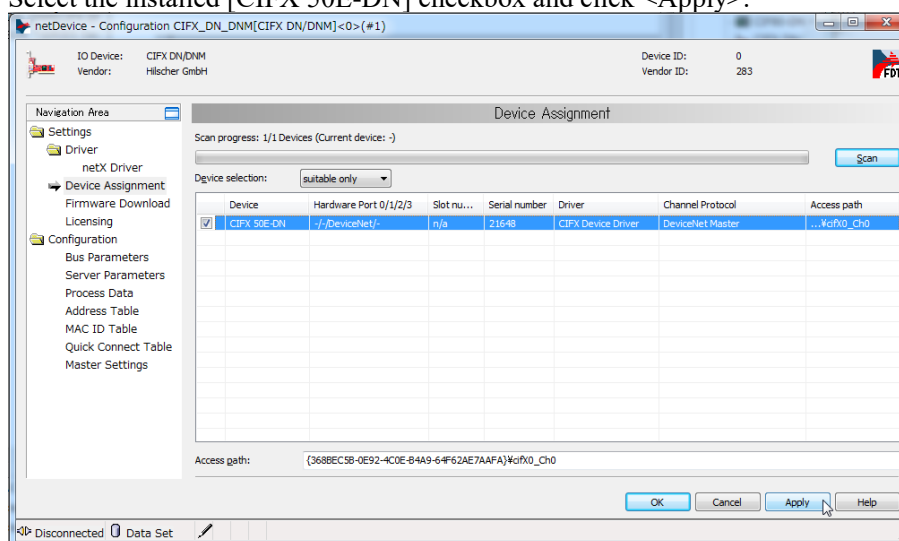 Select the installed [CIFX 50E-DN] checkbox and click <Apply>.
netDevice - Configuration CIFX_DN_DNM[CIFX DN/DNM]<0>(#1)
IO Device: CIFX DN/DNM Device ID: 0
Vendor: Hilscher GmbH Vendor ID: 283
FDT
Navigation Area Device Assignment
Settings
Driver
netX Driver
Device Assignment
Firmware Download
Licensing
Configuration
Bus Parameters
Server Parameters
Process Data
Address Table
MAC ID Table
Quick Connect Table
Master Settings
Scan progress: 1/1 Devices (Current device: -)
Scan
Device selection: suitable only
Device Hardware Port 0/1/2/3 Slot nu... Serial number Driver Channel Protocol Access path
CIFX 50E-DN -/-/DeviceNet/- n/a 21648 CIFX Device Driver DeviceNet Master ...¥cifX0_Ch0
Access path: {368BEC5B-0E92-4C0E-B4A9-64F62AE7AAFA}¥cifX0_Ch0
OK Cancel Apply Help
Disconnected Data Set